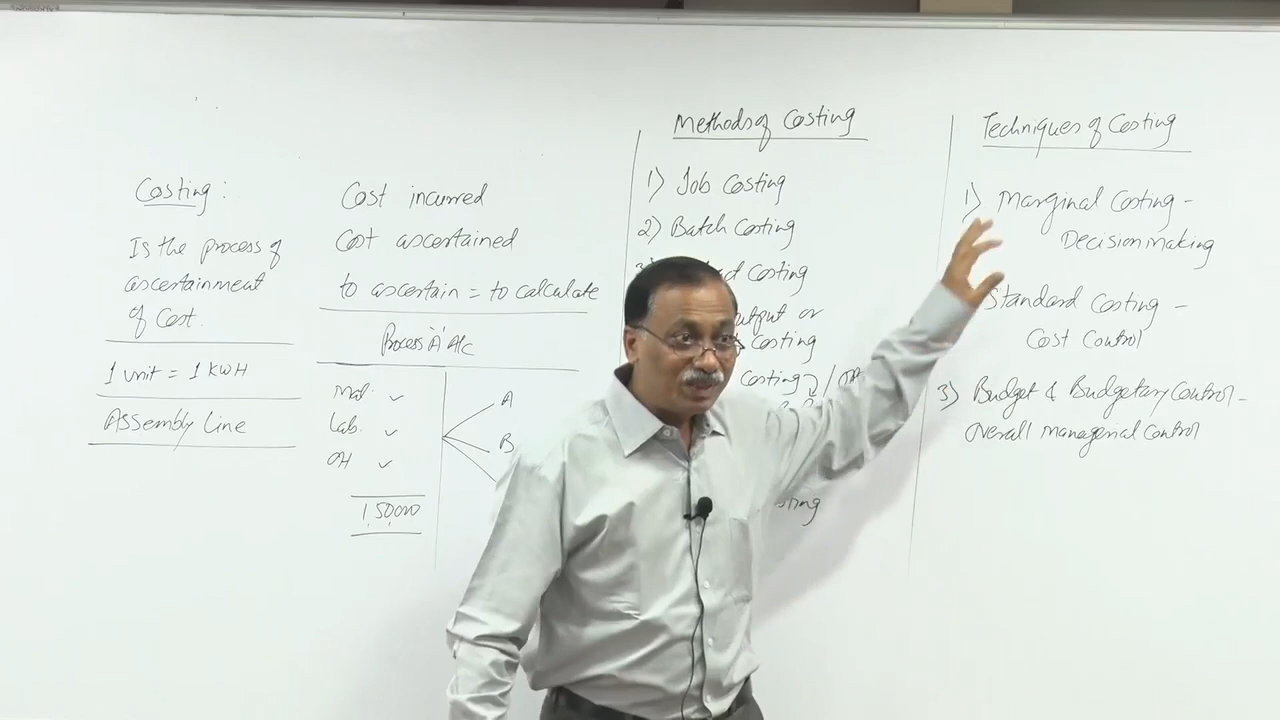 Costing:
Is the process of
ascertainment
of Cost.
1 unit = 1 KWH
Assembly Line
Cost incurred
Cost ascertained
to ascertain = to calculate
Process "A" A/c
Mat. ✓
Lab. ✓
OH ✓
1,50,000
A
B
Methods of Costing
1) Job Costing
2) Batch Costing
Costing
output or
Costing
Costing
Techniques of Costing
1) Marginal Costing -
Decision making
Standard Costing -
Cost Control
3) Budget & Budgetary Control -
Overall Managerial Control